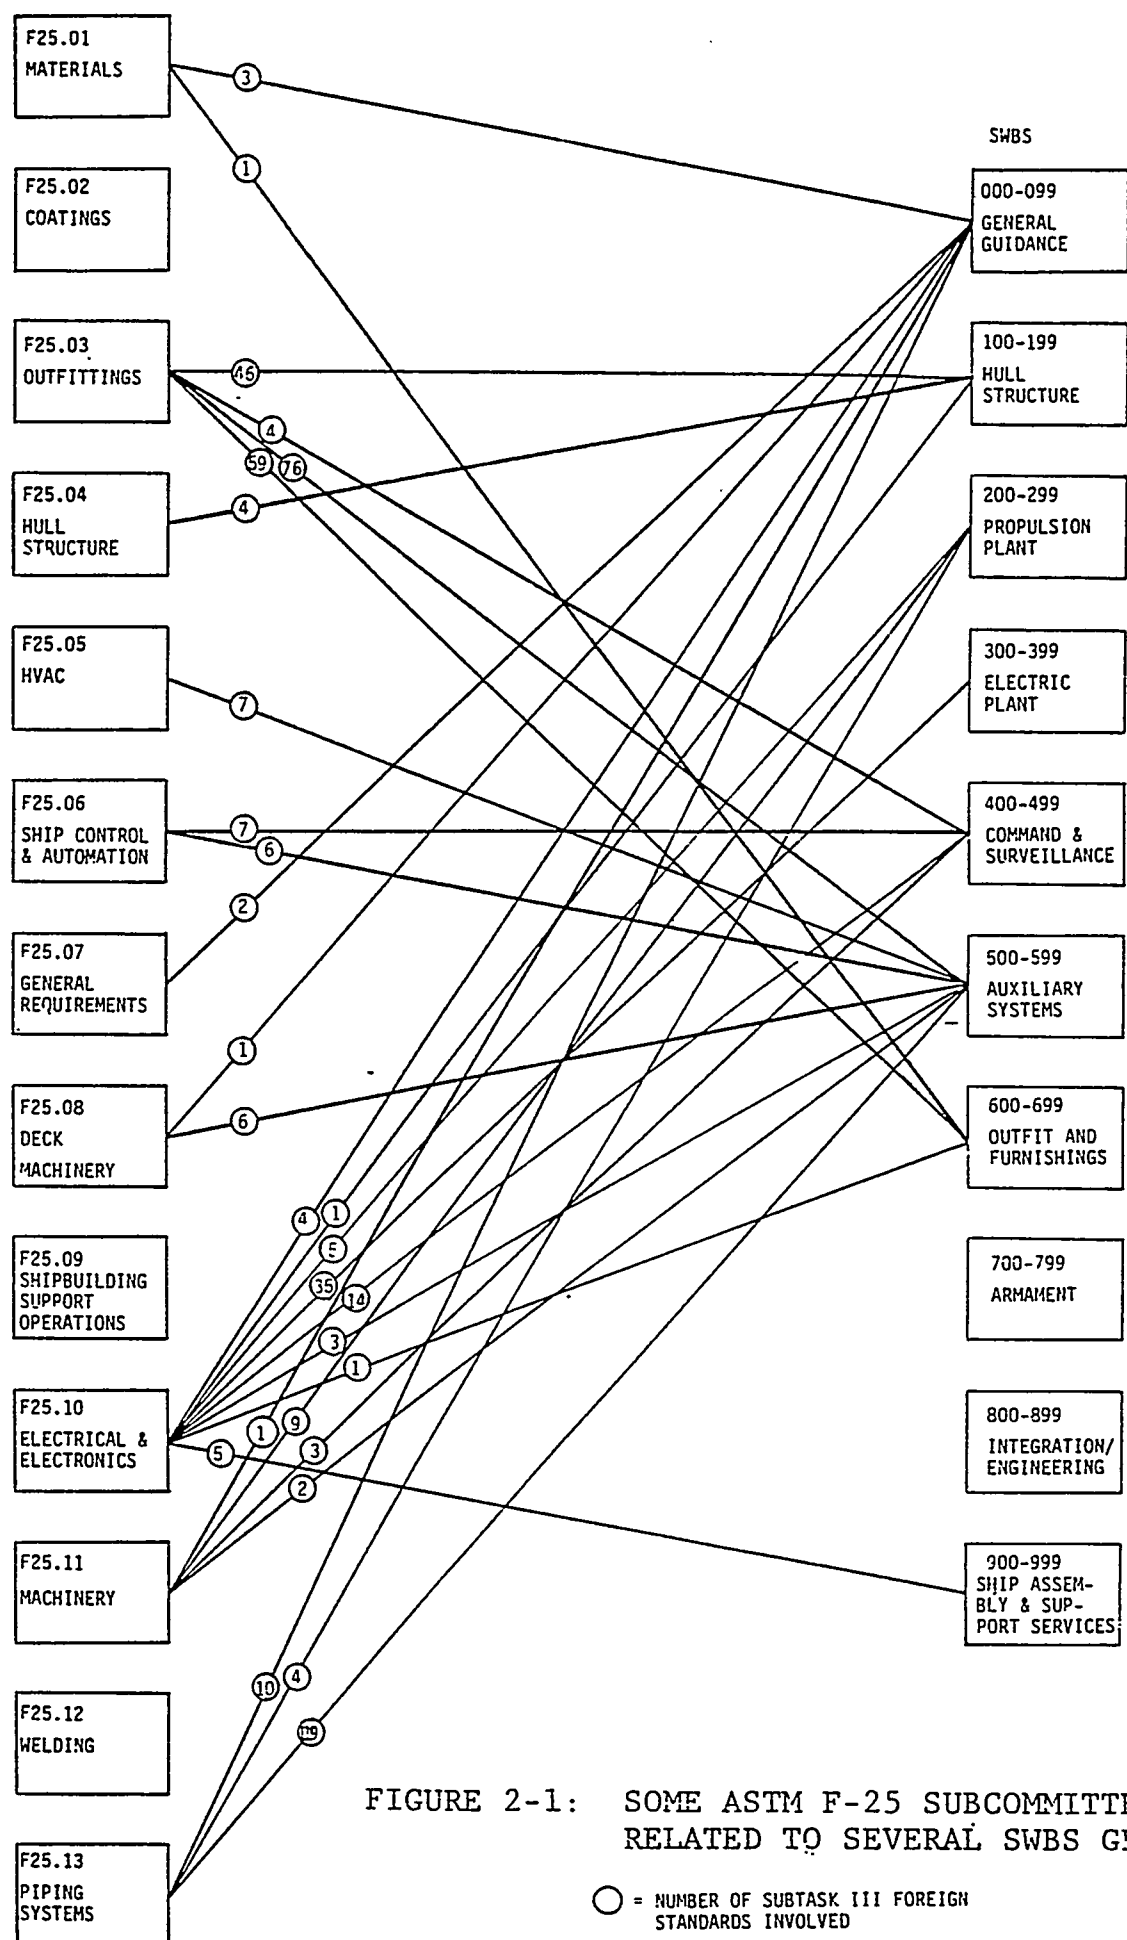 F25.01
MATERIALS
F25.02
COATINGS
F25.03
OUTFITTINGS
F25.04
HULL
STRUCTURE
F25.05
HVAC
F25.06
SHIP CONTROL
& AUTOMATION
F25.07
GENERAL
REQUIREMENTS
F25.08
DECK
MACHINERY
F25.09
SHIPBUILDING
SUPPORT
OPERATIONS
F25.10
ELECTRICAL &
ELECTRONICS
F25.11
MACHINERY
F25.12
WELDING
F25.13
PIPING
SYSTEMS
3
1
46
4
59 76
4
7
7
6
2
1
6
4 1
5
35
14
3
1
1 9
5 3
2
10 4
SWBS
000-099
GENERAL
GUIDANCE
100-199
HULL
STRUCTURE
200-299
PROPULSION
PLANT
300-399
ELECTRIC
PLANT
400-499
COMMAND &
SURVEILLANCE
500-599
AUXILIARY
SYSTEMS
600-699
OUTFIT AND
FURNISHINGS
700-799
ARMAMENT
800-899
INTEGRATION/
ENGINEERING
900-999
SHIP ASSEM-
BLY & SUP-
PORT SERVICES
FIGURE 2-1: SOME ASTM F-25 SUBCOMMITTE
RELATED TO SEVERAL SWBS
= NUMBER OF SUBTASK III FOREIGN
STANDARDS INVOLVED